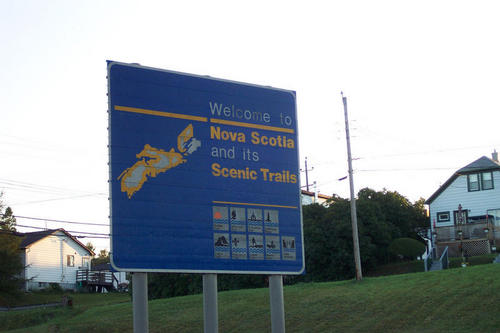 Welcome to
Nova Scotia
and its
Scenic Trails